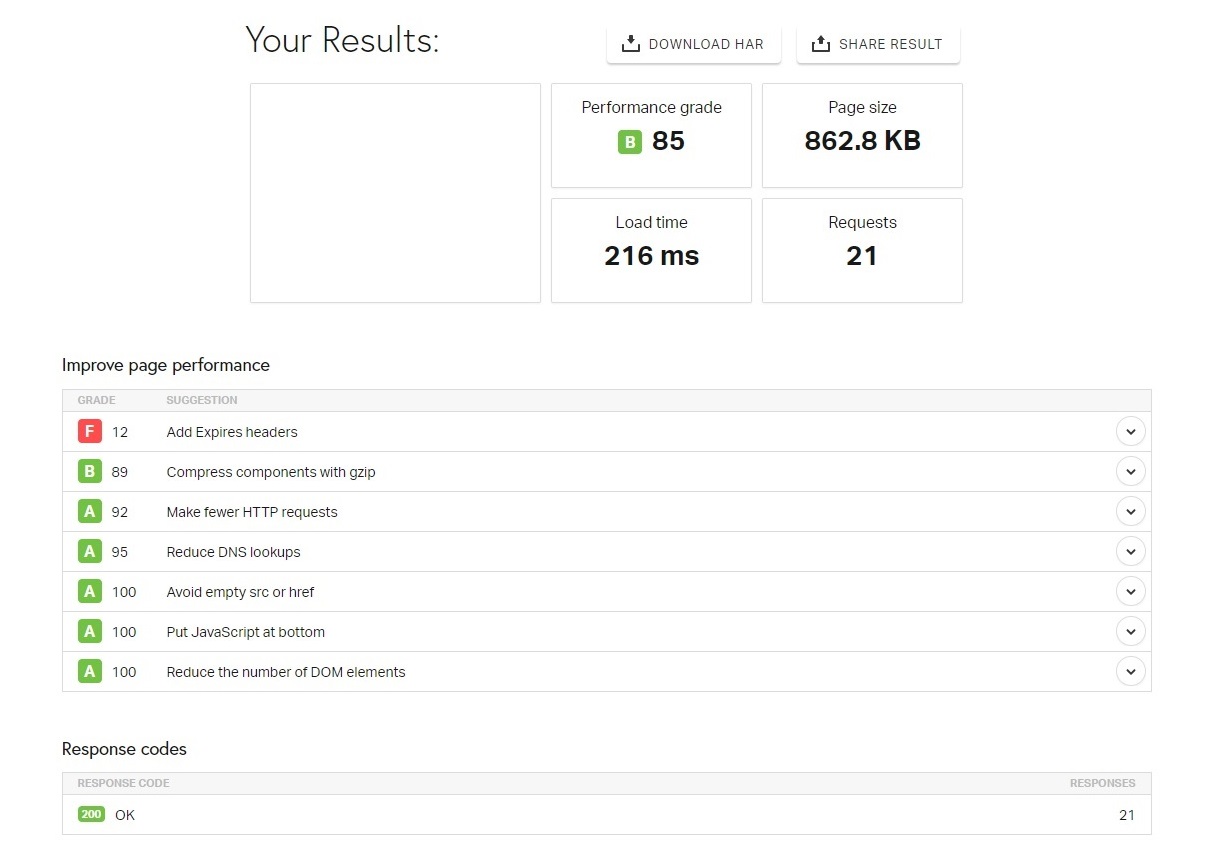 Your Results:
DOWNLOAD HAR
SHARE RESULT
Performance grade
B 85
Page size
862.8 KB
Load time
216 ms
Requests
21
Improve page performance
GRADE SUGGESTION
F 12 Add Expires headers
B 89 Compress components with gzip
A 92 Make fewer HTTP requests
A 95 Reduce DNS lookups
A 100 Avoid empty src or href
A 100 Put JavaScript at bottom
A 100 Reduce the number of DOM elements
Response codes
RESPONSE CODE RESPONSES
200 OK 21